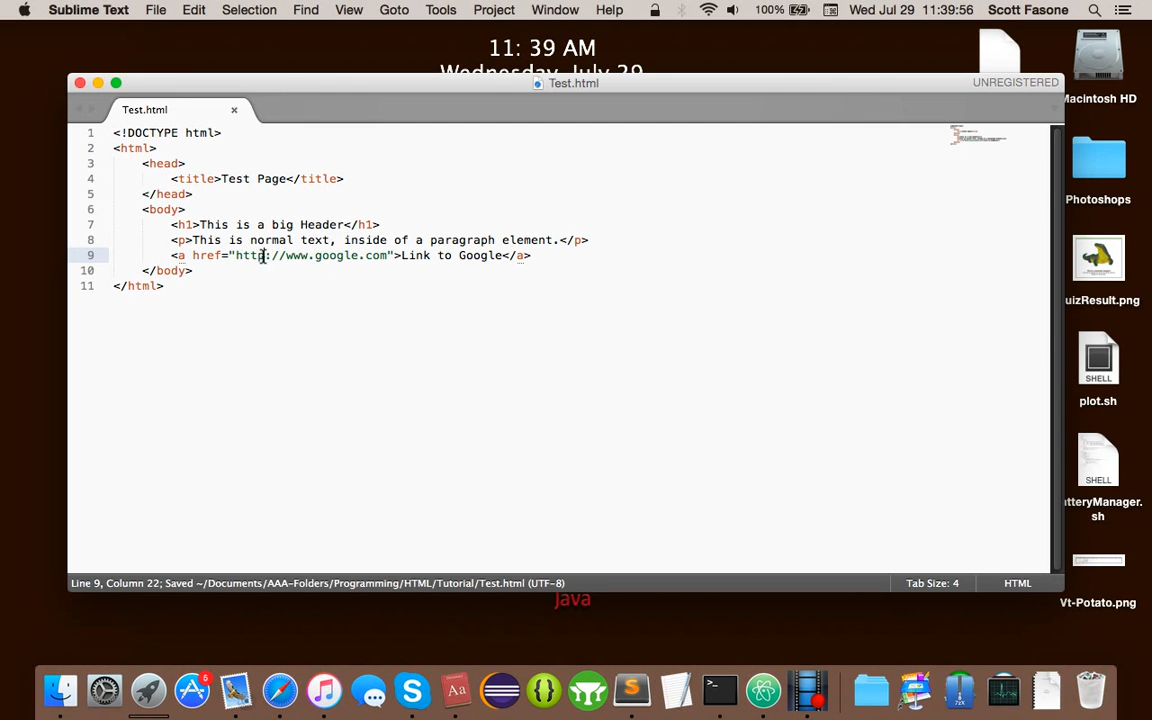 Sublime Text File Edit Selection Find View Goto Tools Project Window Help 100% Wed Jul 29 11:39:56 Scott Fasone
11: 39 AM
Wednesday, July 29
Test.html UNREGISTERED
Test.html
1 <!DOCTYPE html>
2 <html>
3 <head>
4 <title>Test Page</title>
5 </head>
6 <body>
7 <h1>This is a big Header</h1>
8 <p>This is normal text, inside of a paragraph element.</p>
9 <a href="http://www.google.com">Link to Google</a>
10 </body>
11 </html>
Line 9, Column 22; Saved ~/Documents/AAA-Folders/Programming/HTML/Tutorial/Test.html (UTF-8) Tab Size: 4 HTML
Java
Macintosh HD
Photoshops
uizResult.png
SHELL
plot.sh
SHELL
tteryManager.
sh
Vt-Potato.png
6
Aa